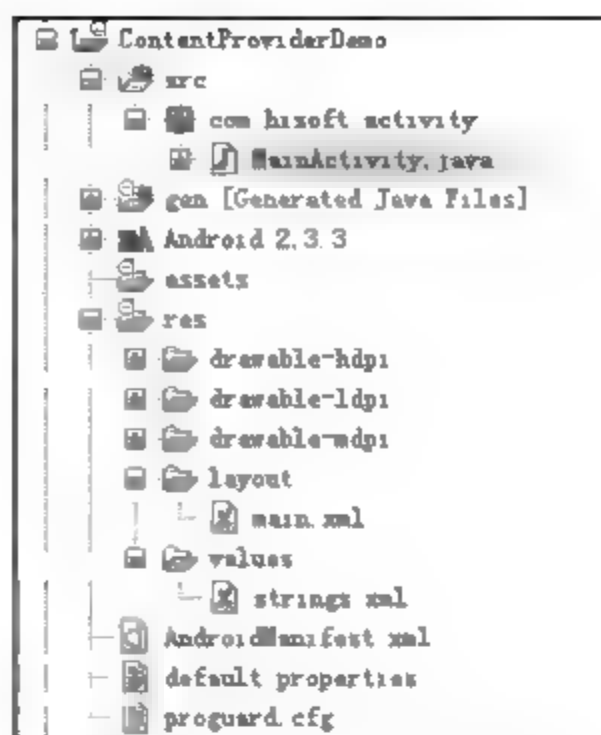 ContentProviderDemo
src
com hisoft activity
MainActivity.java
gen [Generated Java Files]
Android 2.3.3
assets
res
drawable-hdpi
drawable-ldpi
drawable-mdpi
layout
main.xml
values
strings xml
AndroidManifest xml
default properties
proguard.cfg